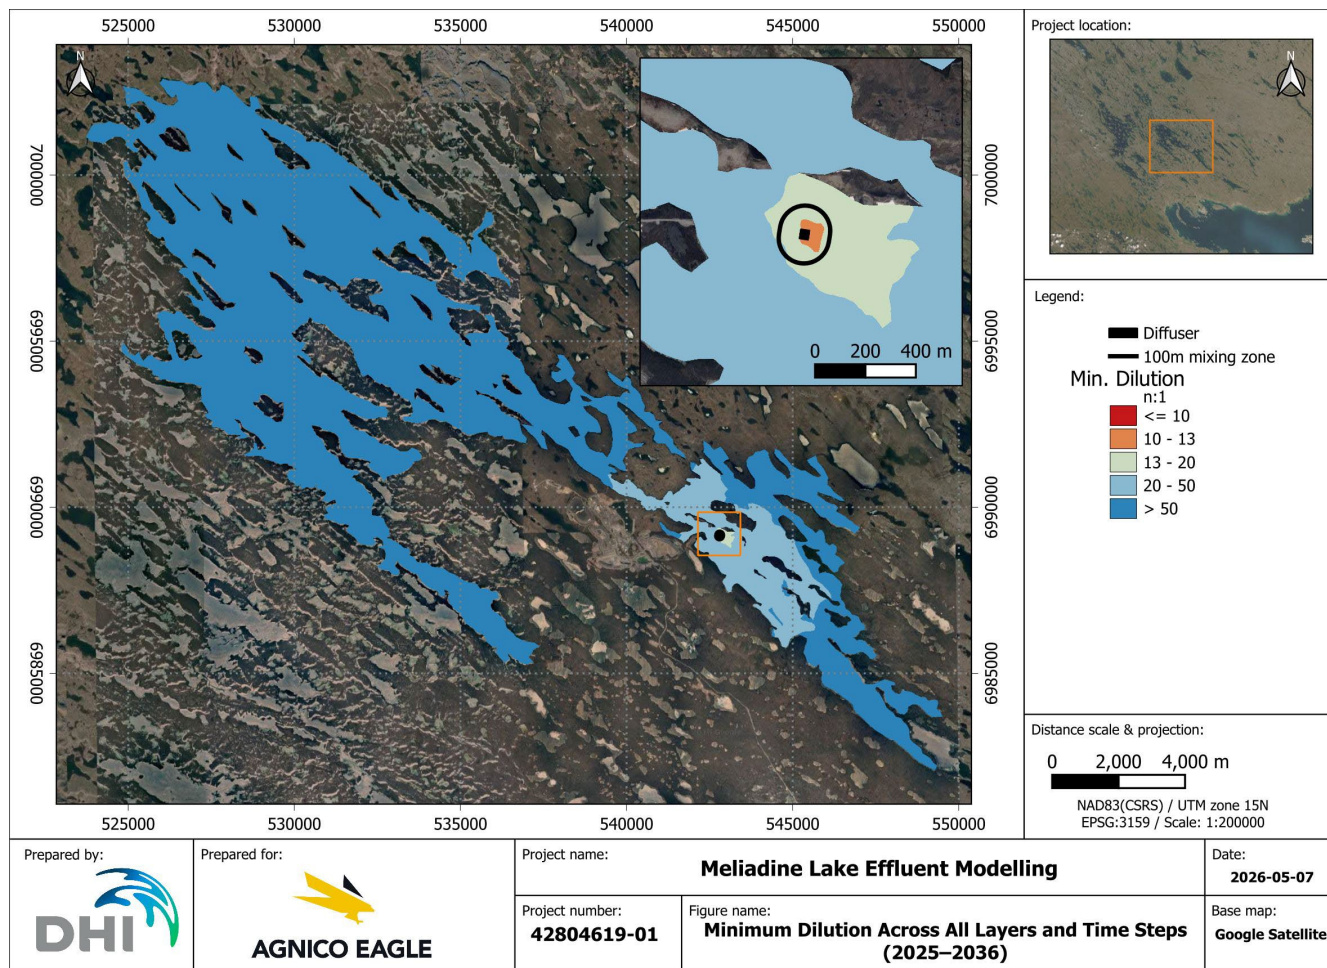 525000
530000
535000
540000
545000
550000
Project location:
N
N
7000000
7000000
6995000
6995000
6990000
6990000
6985000
6985000
0 200 400 m
525000
530000
535000
540000
545000
550000
Legend:
Diffuser
100m mixing zone
Min. Dilution
n:1
<= 10
10 - 13
13 - 20
20 - 50
> 50
Distance scale & projection:
0 2,000 4,000 m
NAD83(CSRS) / UTM zone 15N
EPSG:3159 / Scale: 1:200000
Prepared by:
DHI
Prepared for:
AGNICO EAGLE
Project name:
Meliadine Lake Effluent Modelling
Date:
2026-05-07
Project number:
42804619-01
Figure name:
Minimum Dilution Across All Layers and Time Steps
(2025–2036)
Base map:
Google Satellite